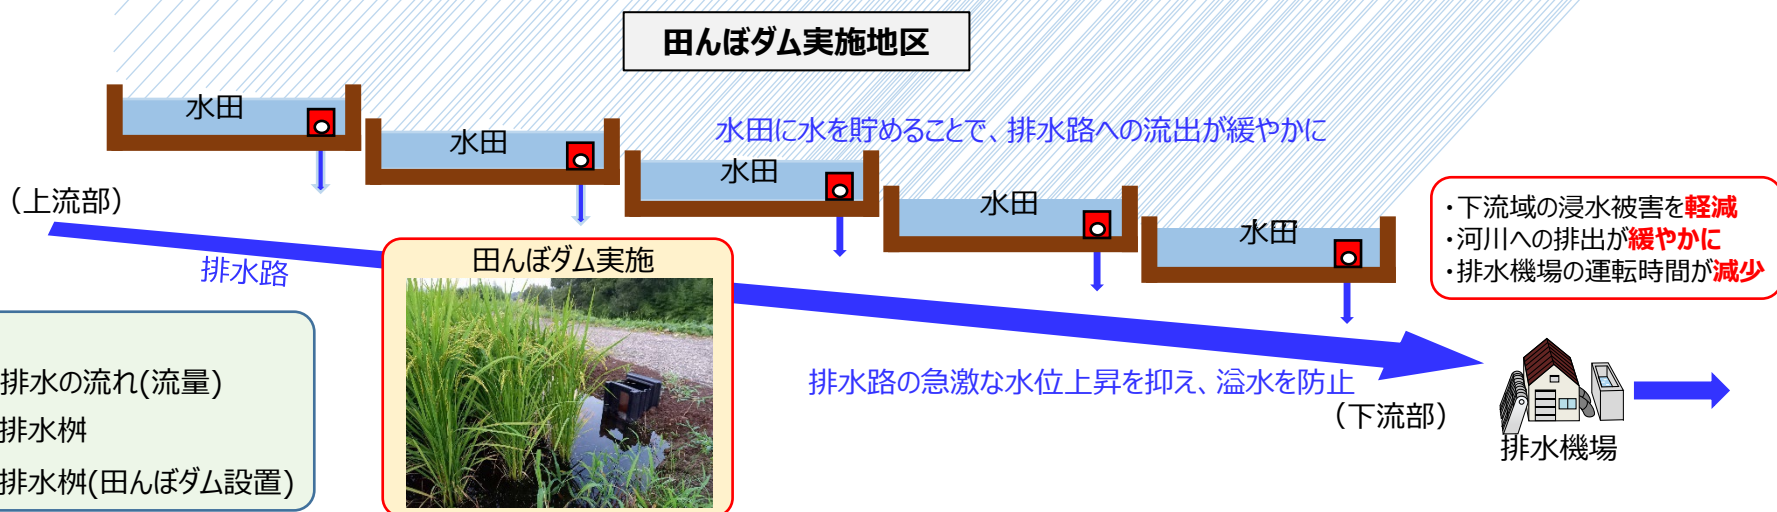 田んぼダム実施地区
水田
水田
水田
水田
水田
水田に水を貯めることで、排水路への流出が緩やかに
(上流部)
排水路
田んぼダム実施
・下流域の浸水被害を軽減
・河川への排出が緩やかに
・排水機場の運転時間が減少
排水路の急激な水位上昇を抑え、溢水を防止
(下流部)
排水機場
排水の流れ(流量)
排水桝
排水桝(田んぼダム設置)